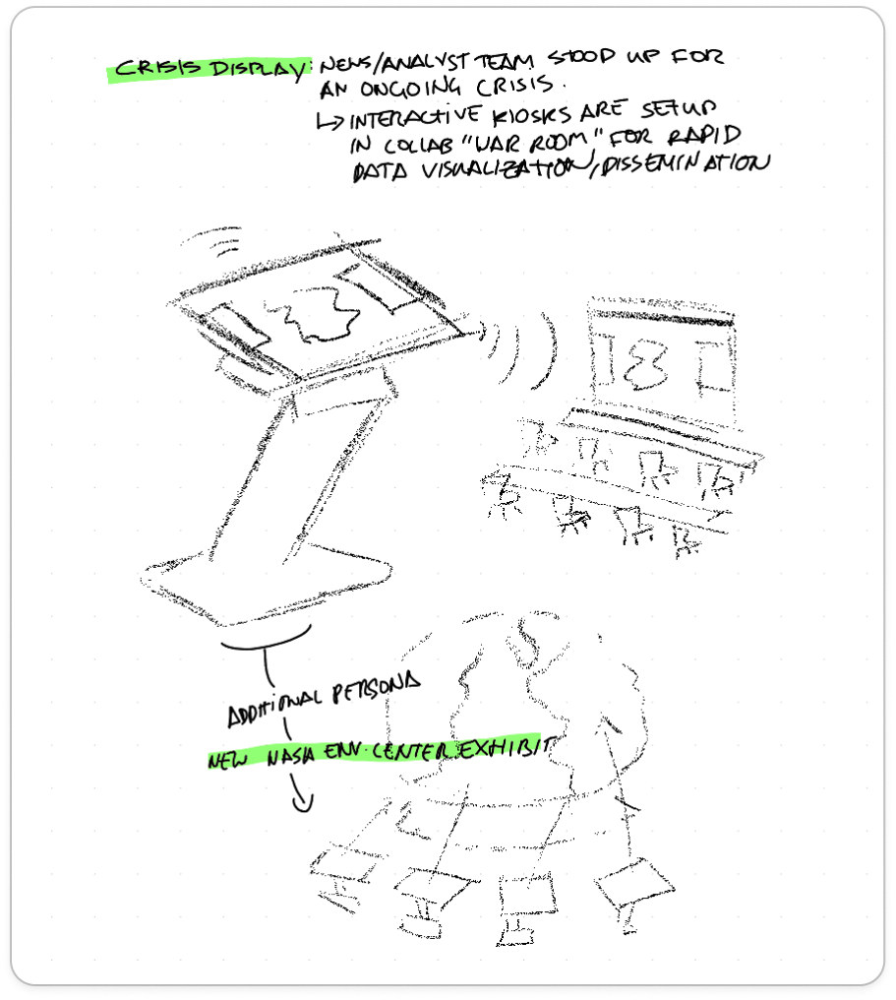 CRISIS DISPLAY: NEWS/ANALYST TEAM STOOD UP FOR
AN ONGOING CRISIS.
↳ INTERACTIVE KIOSKS ARE SETUP
IN COLLAB "WAR ROOM" FOR RAPID
DATA VISUALIZATION/DISSEMINATION
ADDITIONAL PERSONA
NEW NASA ENV. CENTER EXHIBIT